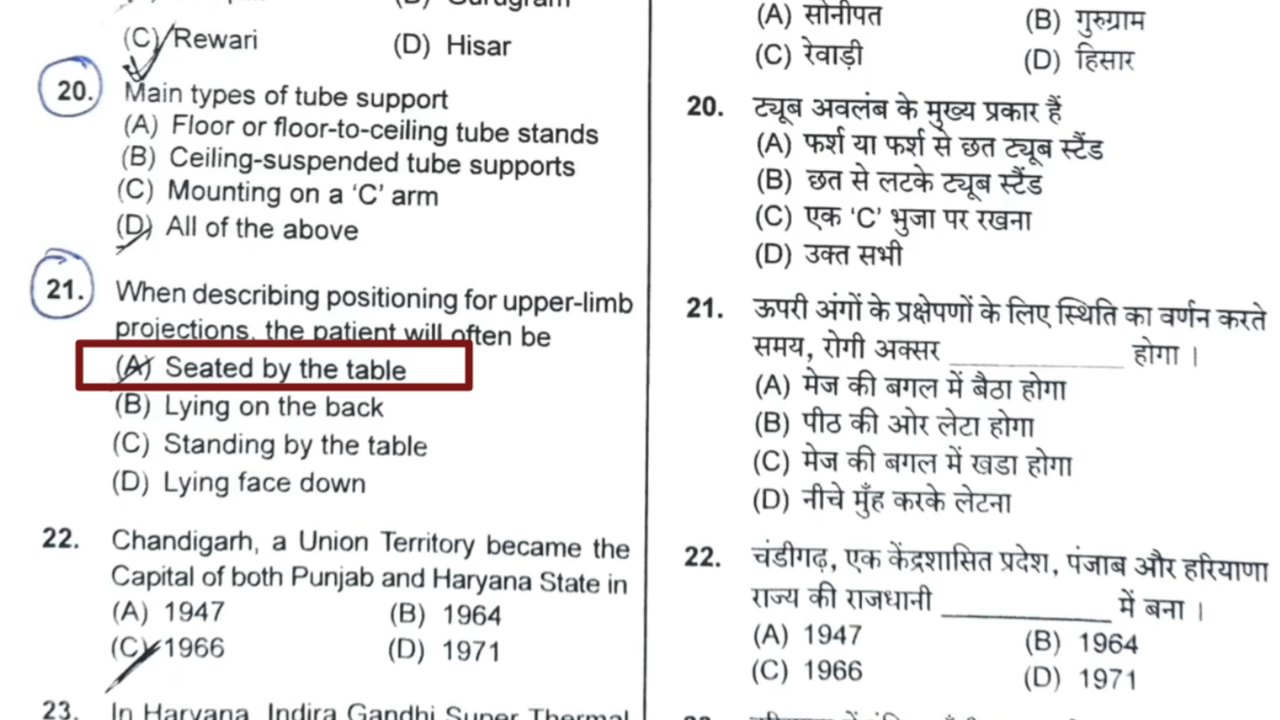 (C) Rewari
(D) Hisar
20. Main types of tube support
(A) Floor or floor-to-ceiling tube stands
(B) Ceiling-suspended tube supports
(C) Mounting on a ‘C’ arm
(D) All of the above
21. When describing positioning for upper-limb
projections, the patient will often be
(A) Seated by the table
(B) Lying on the back
(C) Standing by the table
(D) Lying face down
22. Chandigarh, a Union Territory became the
Capital of both Punjab and Haryana State in
(A) 1947
(B) 1964
(C) 1966
(D) 1971
23. In Haryana, Indira Gandhi Super Thermal
(A) सोनीपत
(B) गुरुग्राम
(C) रेवाड़ी
(D) हिसार
20. ट्यूब अवलंब के मुख्य प्रकार हैं
(A) फर्श या फर्श से छत ट्यूब स्टैंड
(B) छत से लटके ट्यूब स्टैंड
(C) एक ‘C’ भुजा पर रखना
(D) उक्त सभी
21. ऊपरी अंगों के प्रक्षेपणों के लिए स्थिति का वर्णन करते
समय, रोगी अक्सर ____________ होगा ।
(A) मेज की बगल में बैठा होगा
(B) पीठ की ओर लेटा होगा
(C) मेज की बगल में खडा होगा
(D) नीचे मुँह करके लेटना
22. चंडीगढ़, एक केंद्रशासित प्रदेश, पंजाब और हरियाणा
राज्य की राजधानी ____________ में बना ।
(A) 1947
(B) 1964
(C) 1966
(D) 1971